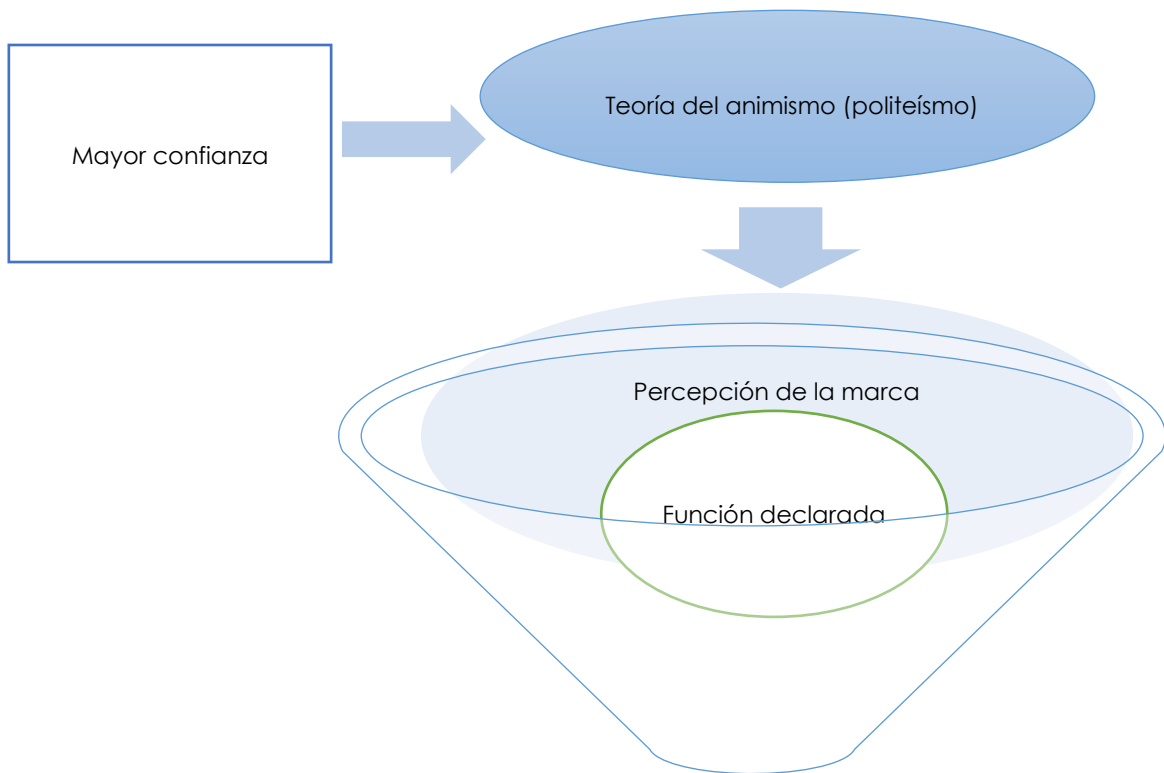 Teoría del animismo (politeísmo)
Mayor confianza
Percepción de la marca
Función declarada